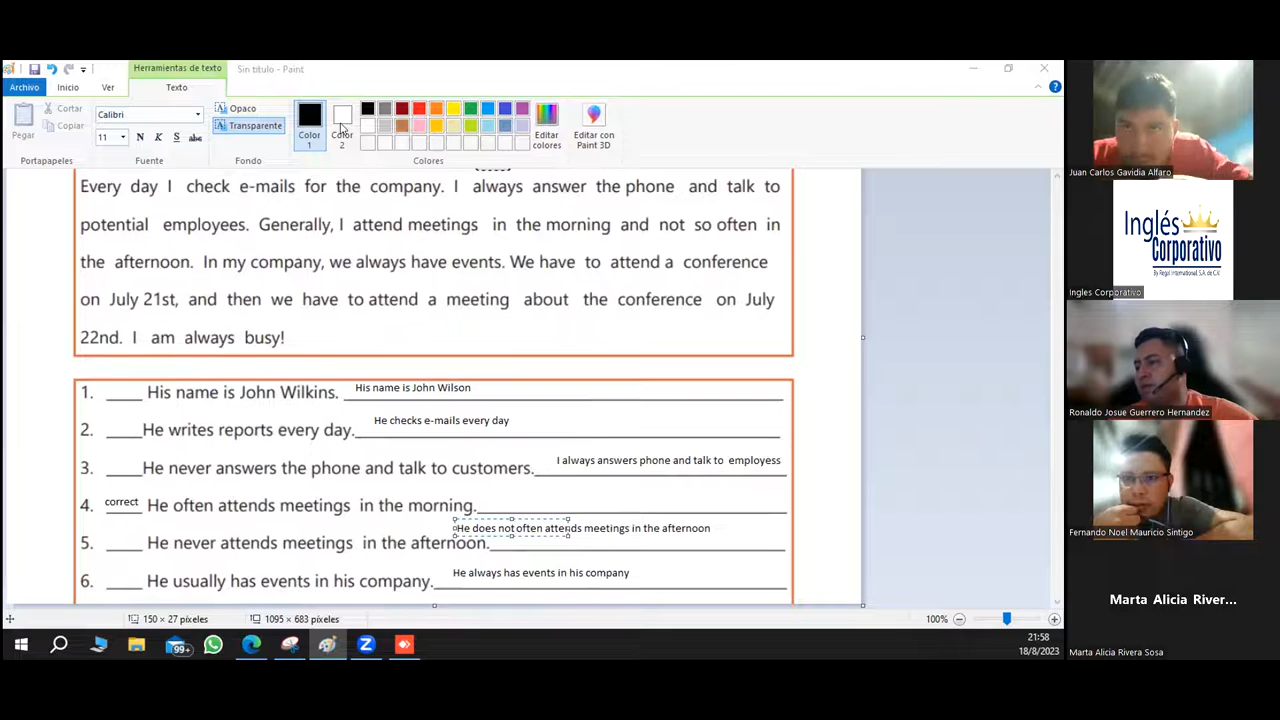 Herramientas de texto
Sin título - Paint
Archivo
Inicio
Ver
Texto
Pegar
Cortar
Copiar
Portapapeles
Calibri
11
N K S abc
Fuente
Opaco
Transparente
Fondo
Color 1
Color 2
Editar colores
Editar con Paint 3D
Colores
Every day I check e-mails for the company. I always answer the phone and talk to
potential employees. Generally, I attend meetings in the morning and not so often in
the afternoon. In my company, we always have events. We have to attend a conference
on July 21st, and then we have to attend a meeting about the conference on July
22nd. I am always busy!
1. ____ His name is John Wilkins. His name is John Wilson
2. ____He writes reports every day. He checks e-mails every day
3. ____He never answers the phone and talk to customers. I always answers phone and talk to employess
4. correct He often attends meetings in the morning.
He does not often attends meetings in the afternoon
5. ____ He never attends meetings in the afternoon.
6. ____ He usually has events in his company. He always has events in his company
150 × 27 píxeles
1095 × 683 píxeles
100%
99+
21:58
18/8/2023
Juan Carlos Gavidia Alfaro
Inglés
Corporativo
By Regal International, S.A. de C.V.
Ingles Corporativo
Ronaldo Josue Guerrero Hernandez
Fernando Noel Mauricio Sintigo
Marta Alicia River...
Marta Alicia Rivera Sosa